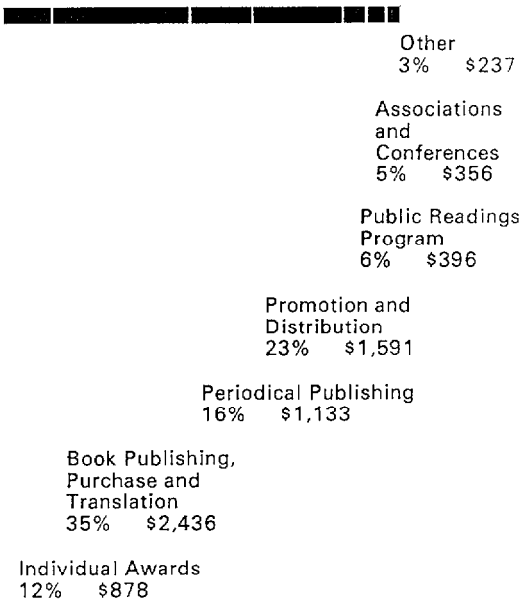 Other
3% $237
Associations
and
Conferences
5% $356
Public Readings
Program
6% $396
Promotion and
Distribution
23% $1,591
Periodical Publishing
16% $1,133
Book Publishing,
Purchase and
Translation
35% $2,436
Individual Awards
12% $878